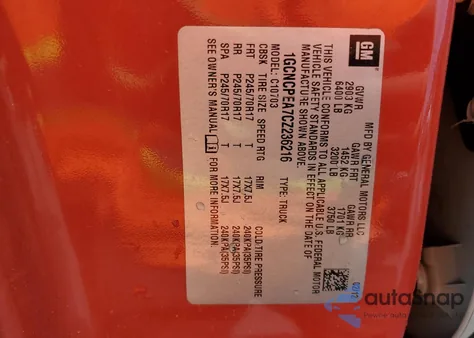 GM
MFD BY GENERAL MOTORS LLC
GVWR GAWR FRT GAWR RR
2903 KG 1452 KG 1701 KG
6400 LB 3200 LB 3750 LB
02/12
THIS VEHICLE CONFORMS TO ALL APPLICABLE U.S. FEDERAL MOTOR
VEHICLE SAFETY STANDARDS IN EFFECT ON THE DATE OF
MANUFACTURE SHOWN ABOVE.
1GCNCPEA7CZ236216 TYPE: TRUCK
MODEL: C10703
CBSK TIRE SIZE SPEED RTG RIM COLD TIRE PRESSURE
FRT P245/70R17 T 17X7.5J 240KPA(35PSI)
RR P245/70R17 T 17X7.5J 240KPA(35PSI)
P245/70R17 T 17X7.5J 240KPA(35PSI)
SEE OWNER'S MANUAL
autoSnap